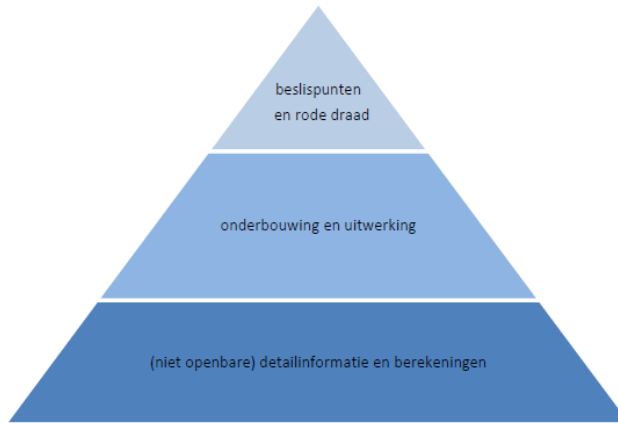 beslispunten
en rode draad
onderbouwing en uitwerking
(niet openbare) detailinformatie en berekeningen